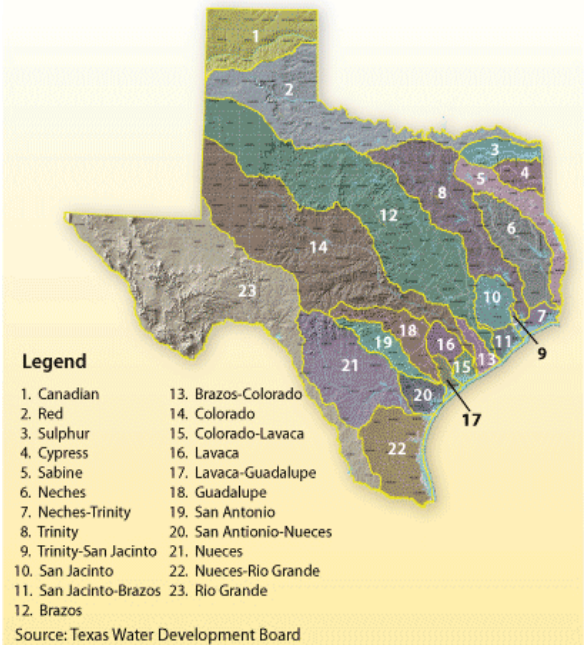 1
2
3
4
5
8
6
12
14
23
10
7
18
16
11
19
13
9
15
21
20
17
22
Legend
1. Canadian
2. Red
3. Sulphur
4. Cypress
5. Sabine
6. Neches
7. Neches-Trinity
8. Trinity
9. Trinity-San Jacinto
10. San Jacinto
11. San Jacinto-Brazos
12. Brazos
13. Brazos-Colorado
14. Colorado
15. Colorado-Lavaca
16. Lavaca
17. Lavaca-Guadalupe
18. Guadalupe
19. San Antonio
20. San Antionio-Nueces
21. Nueces
22. Nueces-Rio Grande
23. Rio Grande
Source: Texas Water Development Board